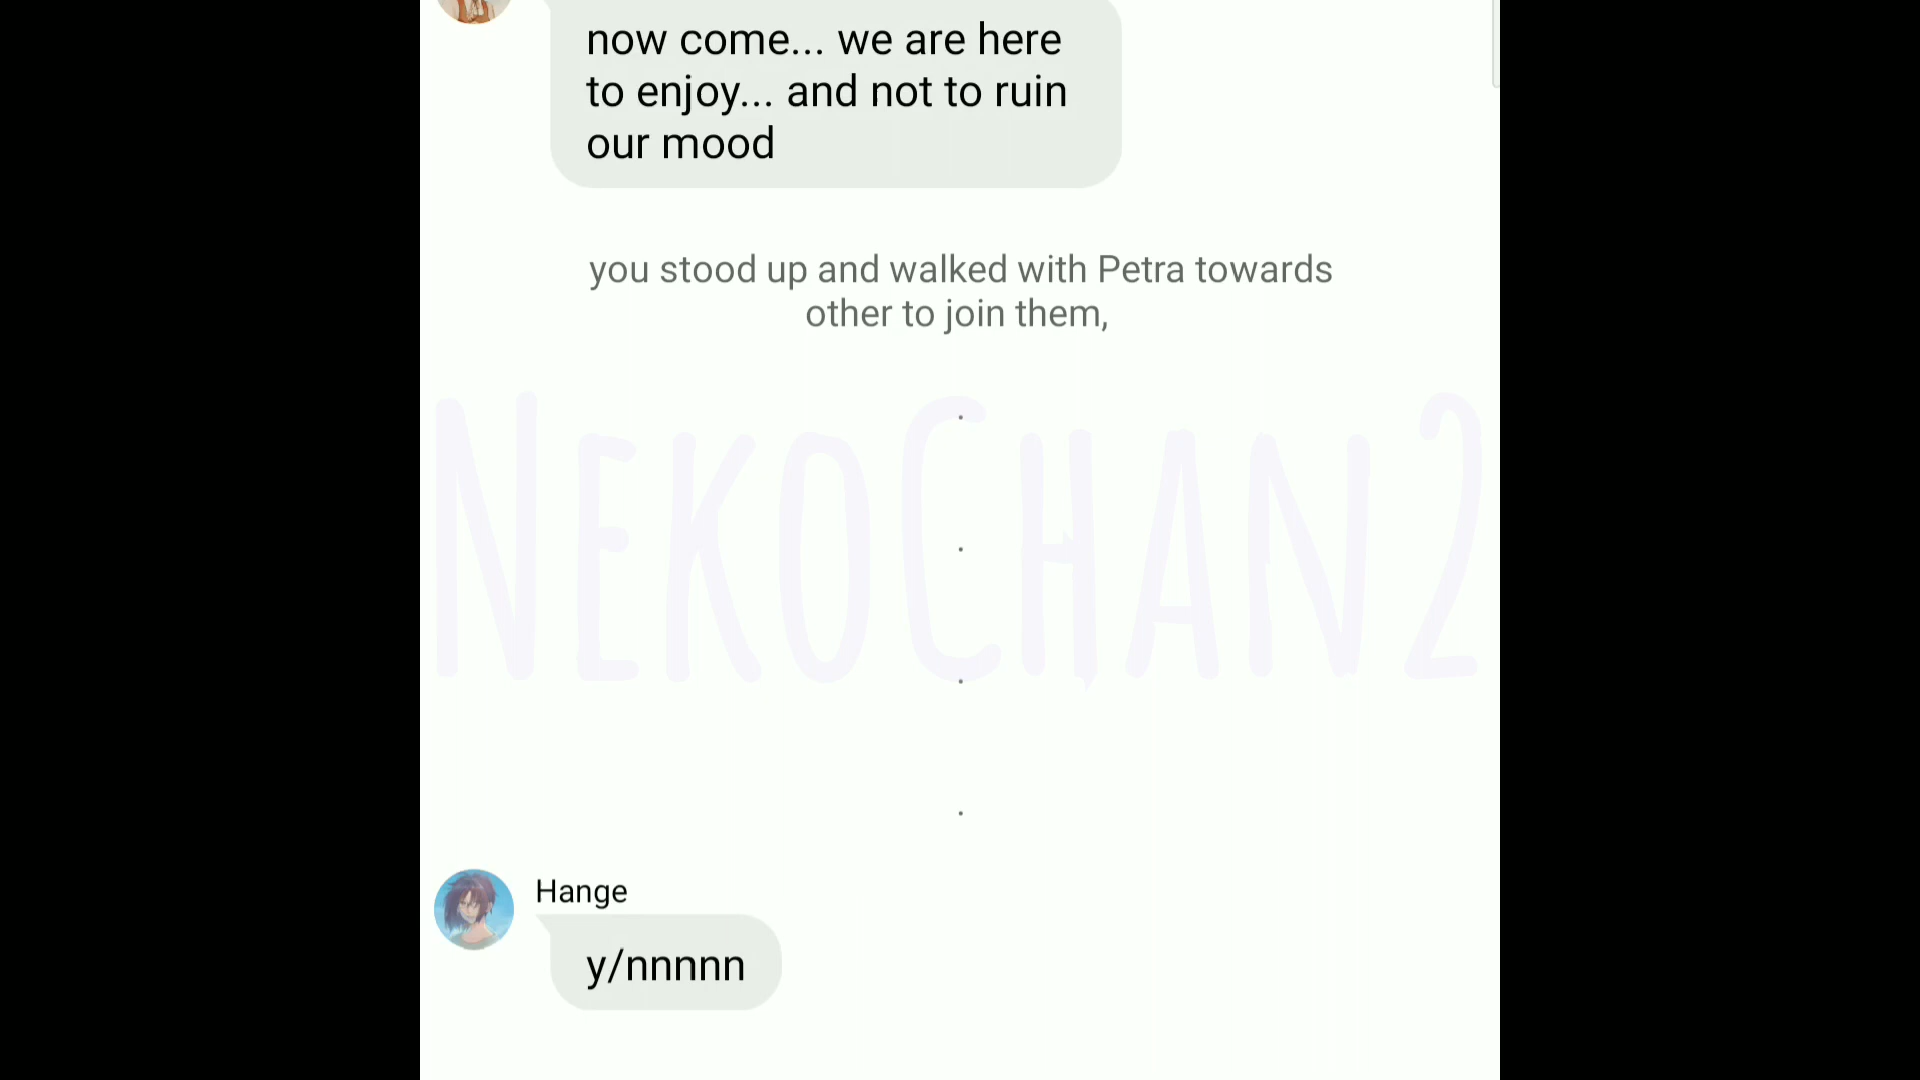 now come... we are here
to enjoy... and not to ruin
our mood
you stood up and walked with Petra towards
other to join them,
.
NekoChan2
.
.
.
Hange
y/nnnnn